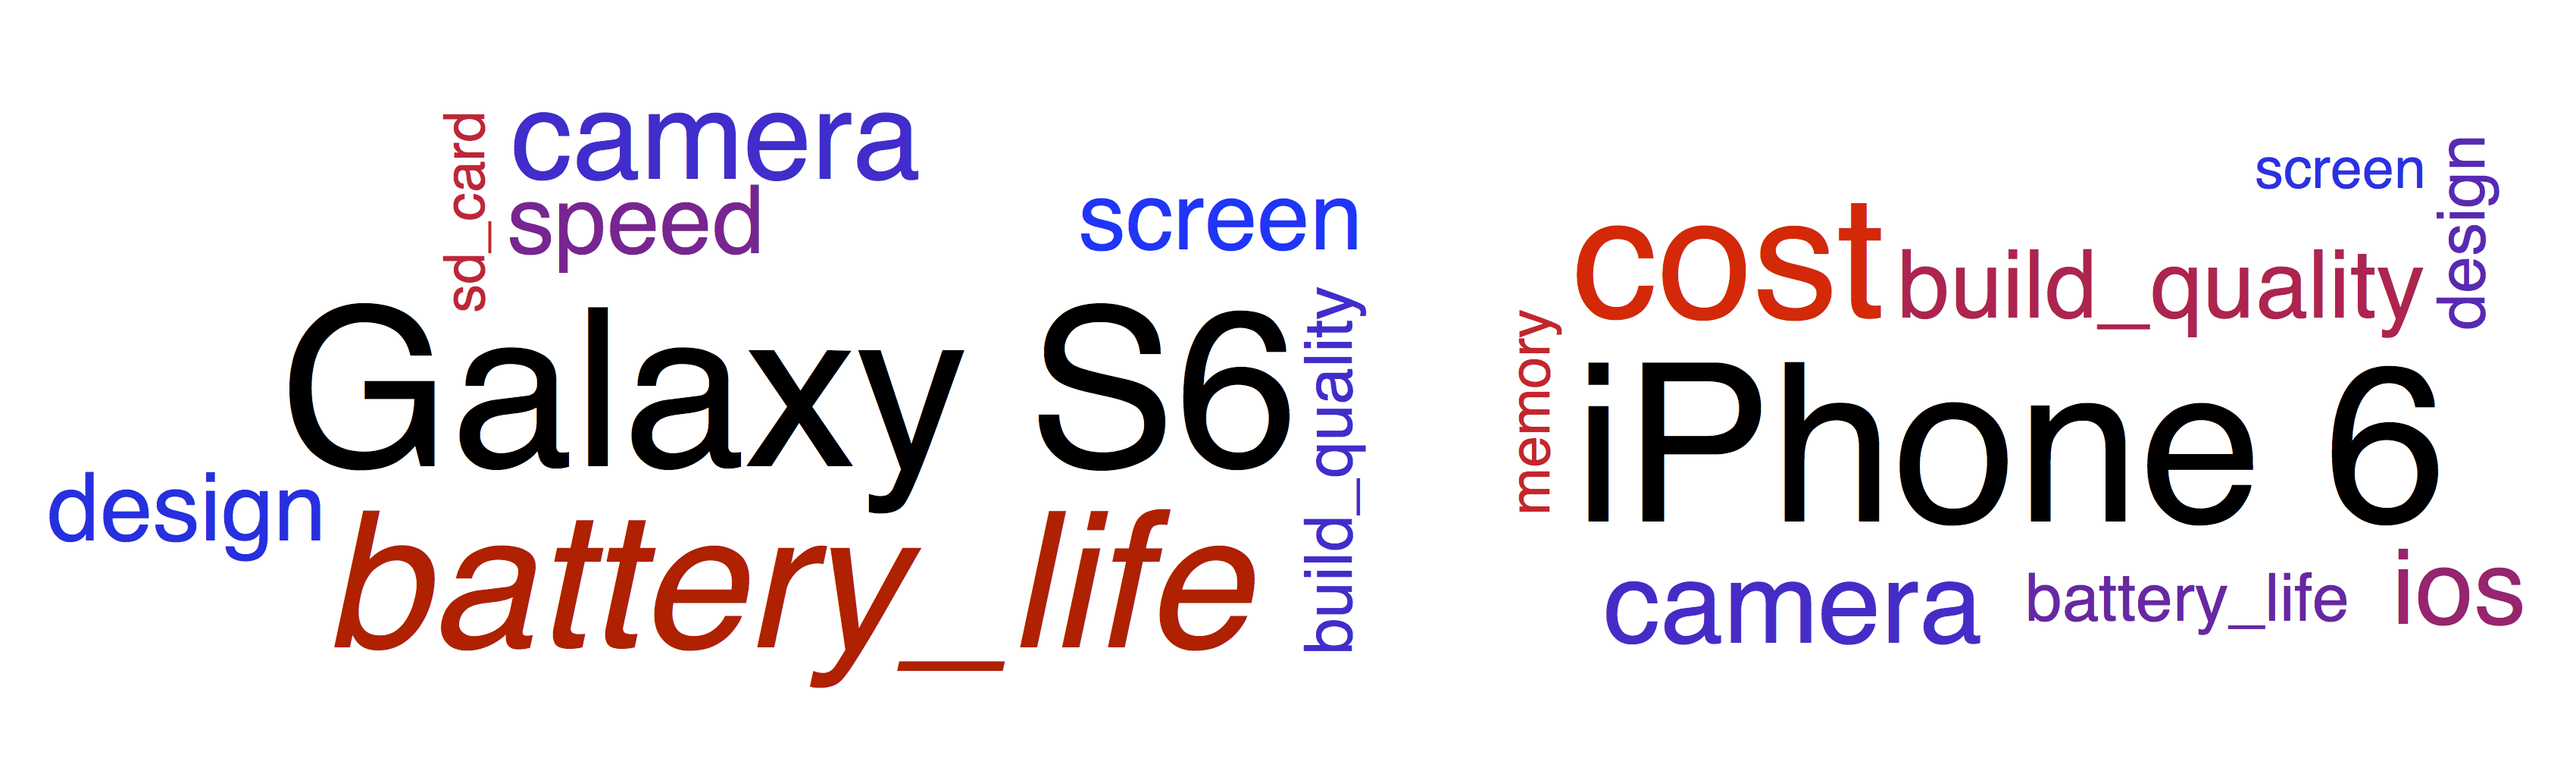 sd_card
camera
speed
screen
Galaxy S6
build_quality
design
battery_life
screen
design
cost
build_quality
memory
iPhone 6
camera
battery_life
ios